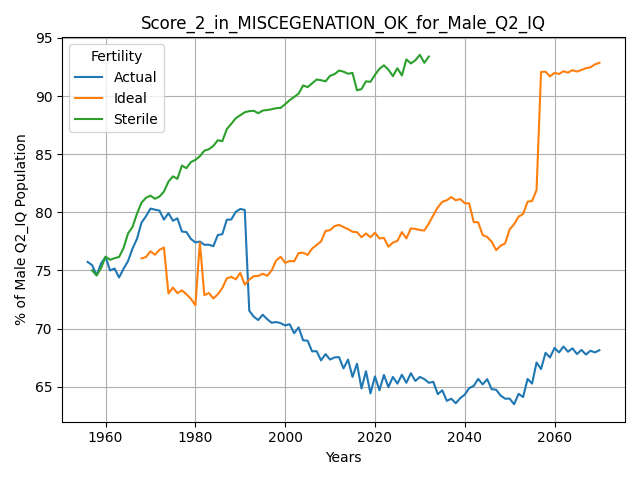 Score_2_in_MISCEGENATION_OK_for_Male_Q2_IQ
% of Male Q2_IQ Population
95
90
85
80
75
70
65
Fertility
Actual
Ideal
Sterile
1960 1980 2000 2020 2040 2060
Years